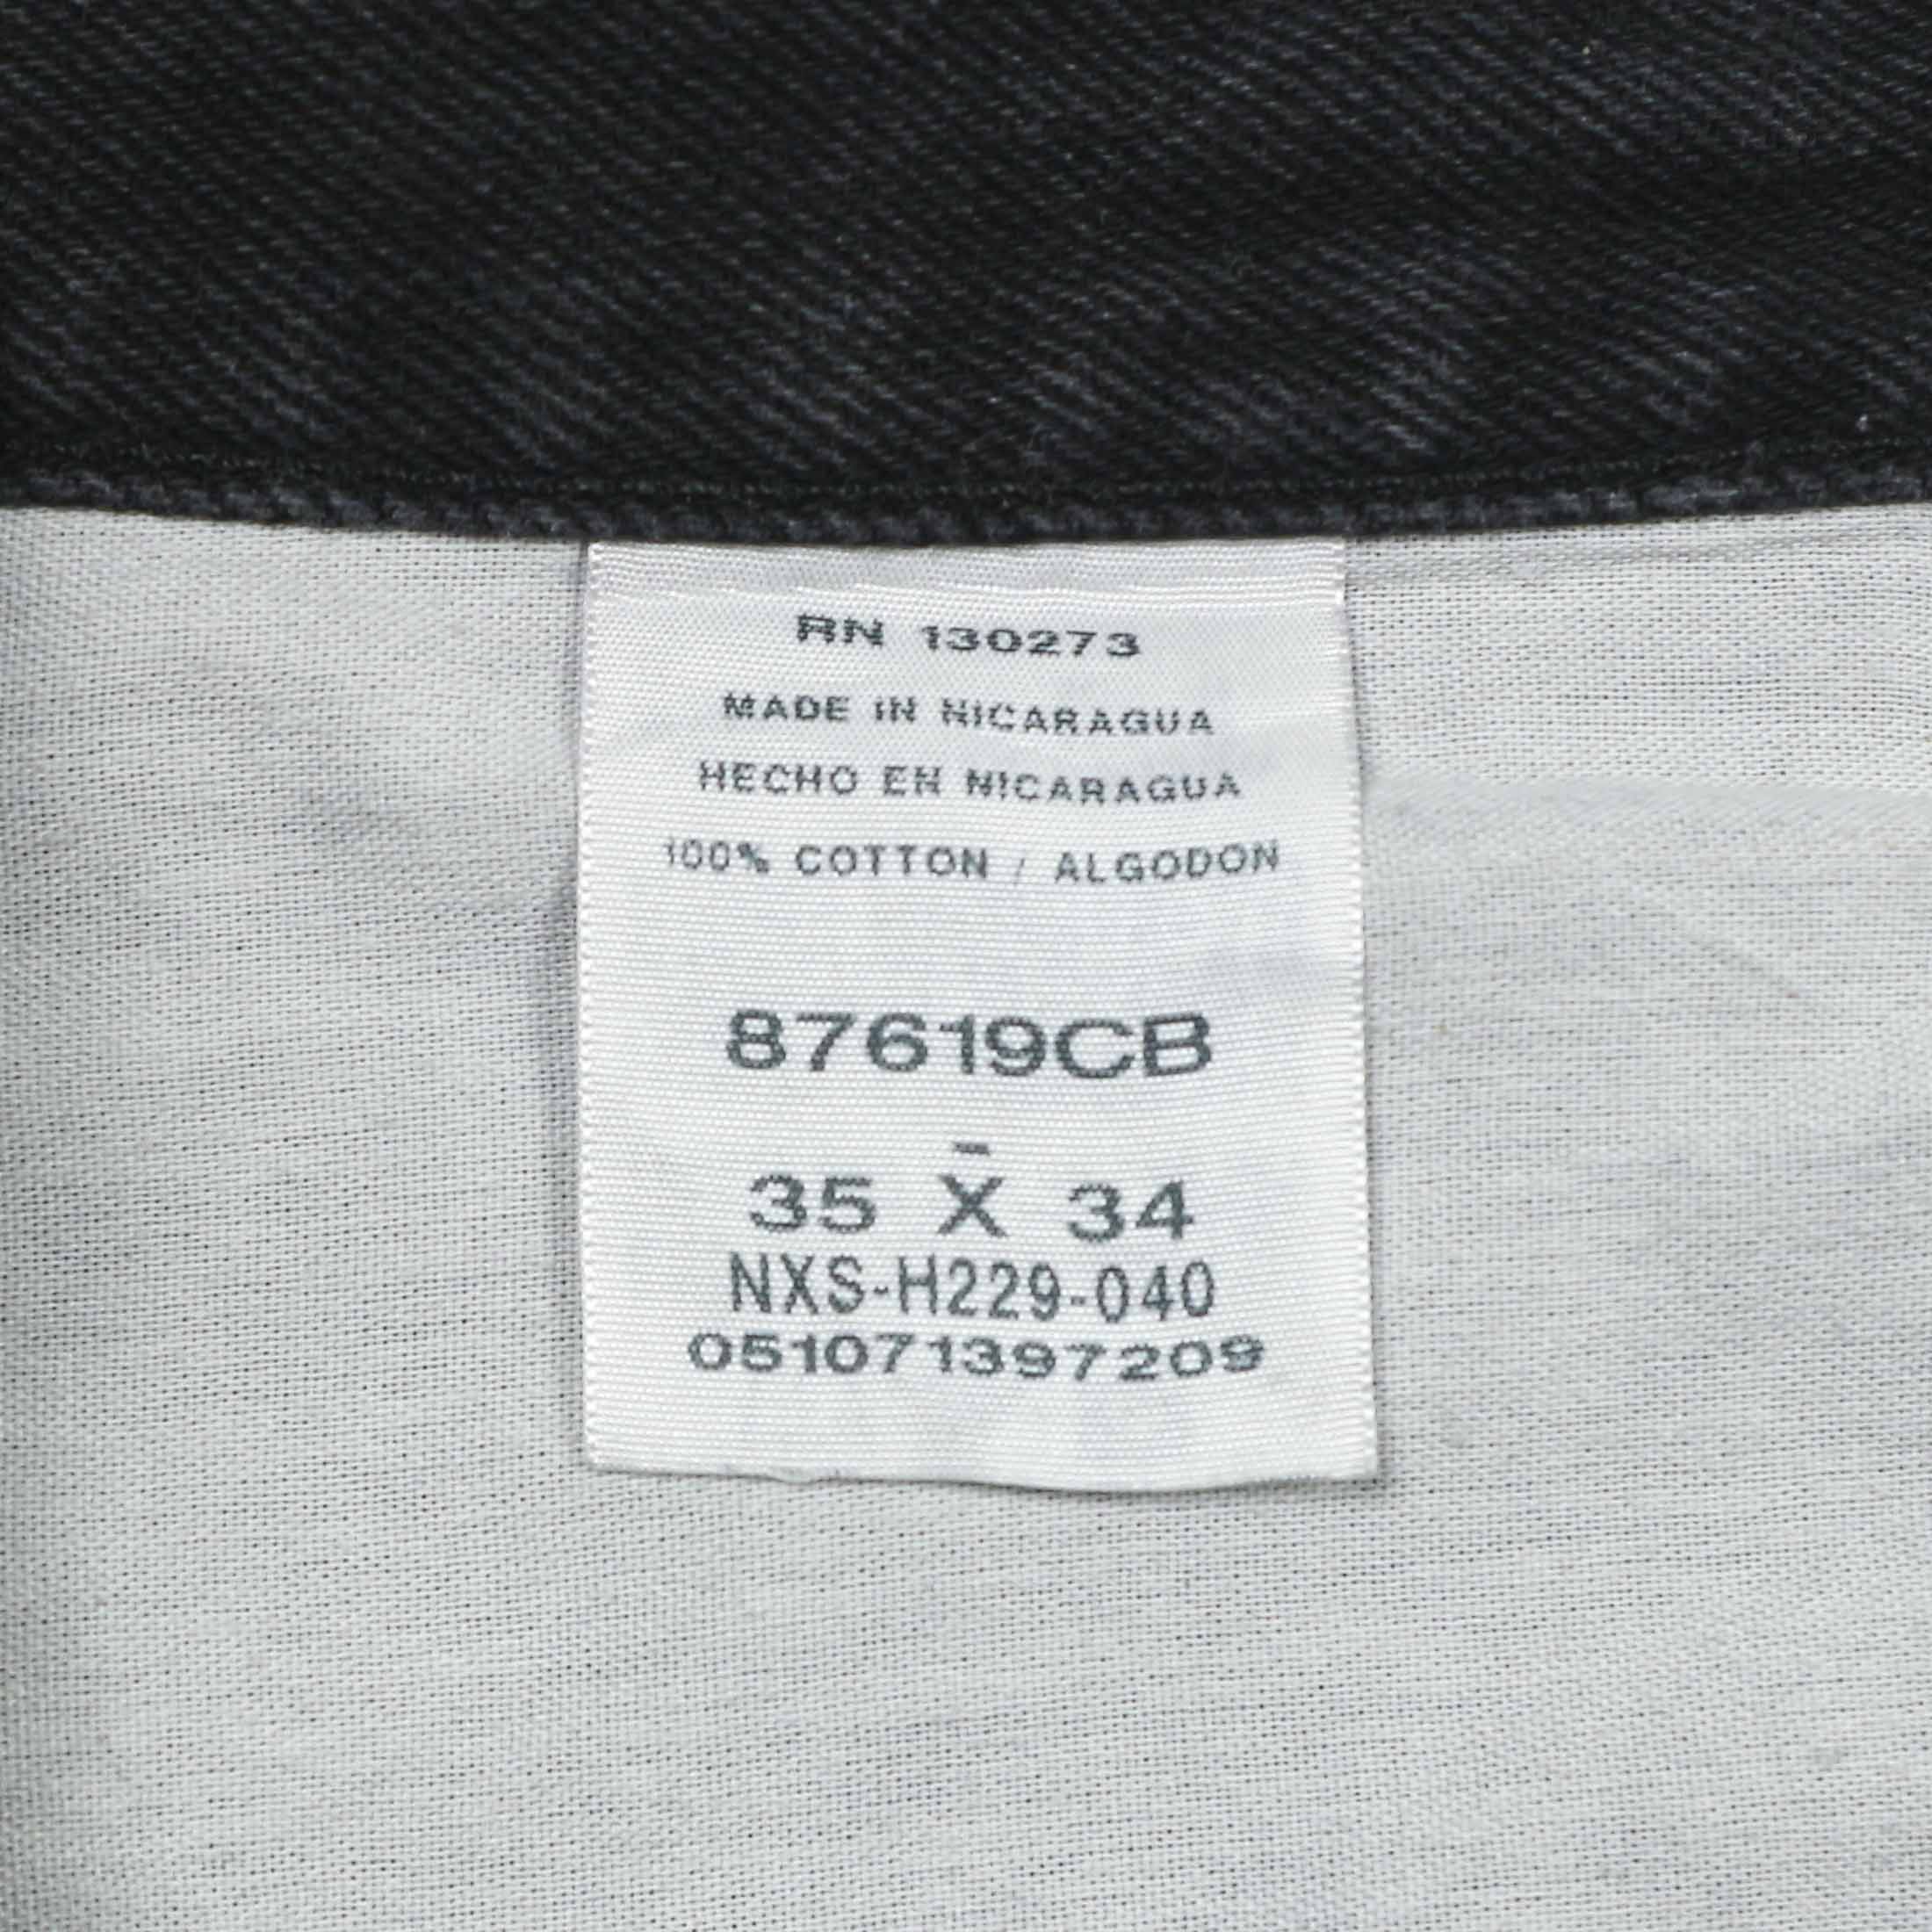 RN 130273
MADE IN NICARAGUA
HECHO EN NICARAGUA
100% COTTON / ALGODON
87619CB
-
35 X 34
NXS-H229-040
051071397209